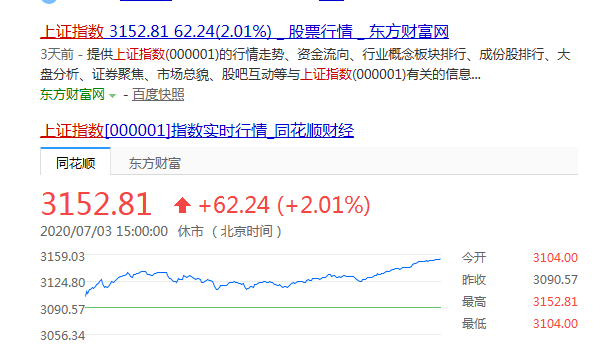 上证指数 3152.81 62.24(2.01%) _ 股票行情 _ 东方财富网
3天前 - 提供上证指数(000001)的行情走势、资金流向、行业概念板块排行、成份股排行、大
盘分析、证券聚焦、市场总貌、股吧互动等与上证指数(000001)有关的信息...
东方财富网 - 百度快照
上证指数[000001]指数实时行情_同花顺财经
同花顺 东方财富
3152.81 +62.24 (+2.01%)
2020/07/03 15:00:00 休市 （北京时间）
3159.03 今开 3104.00
3124.80 昨收 3090.57
3090.57 最高 3152.81
3056.34 最低 3104.00